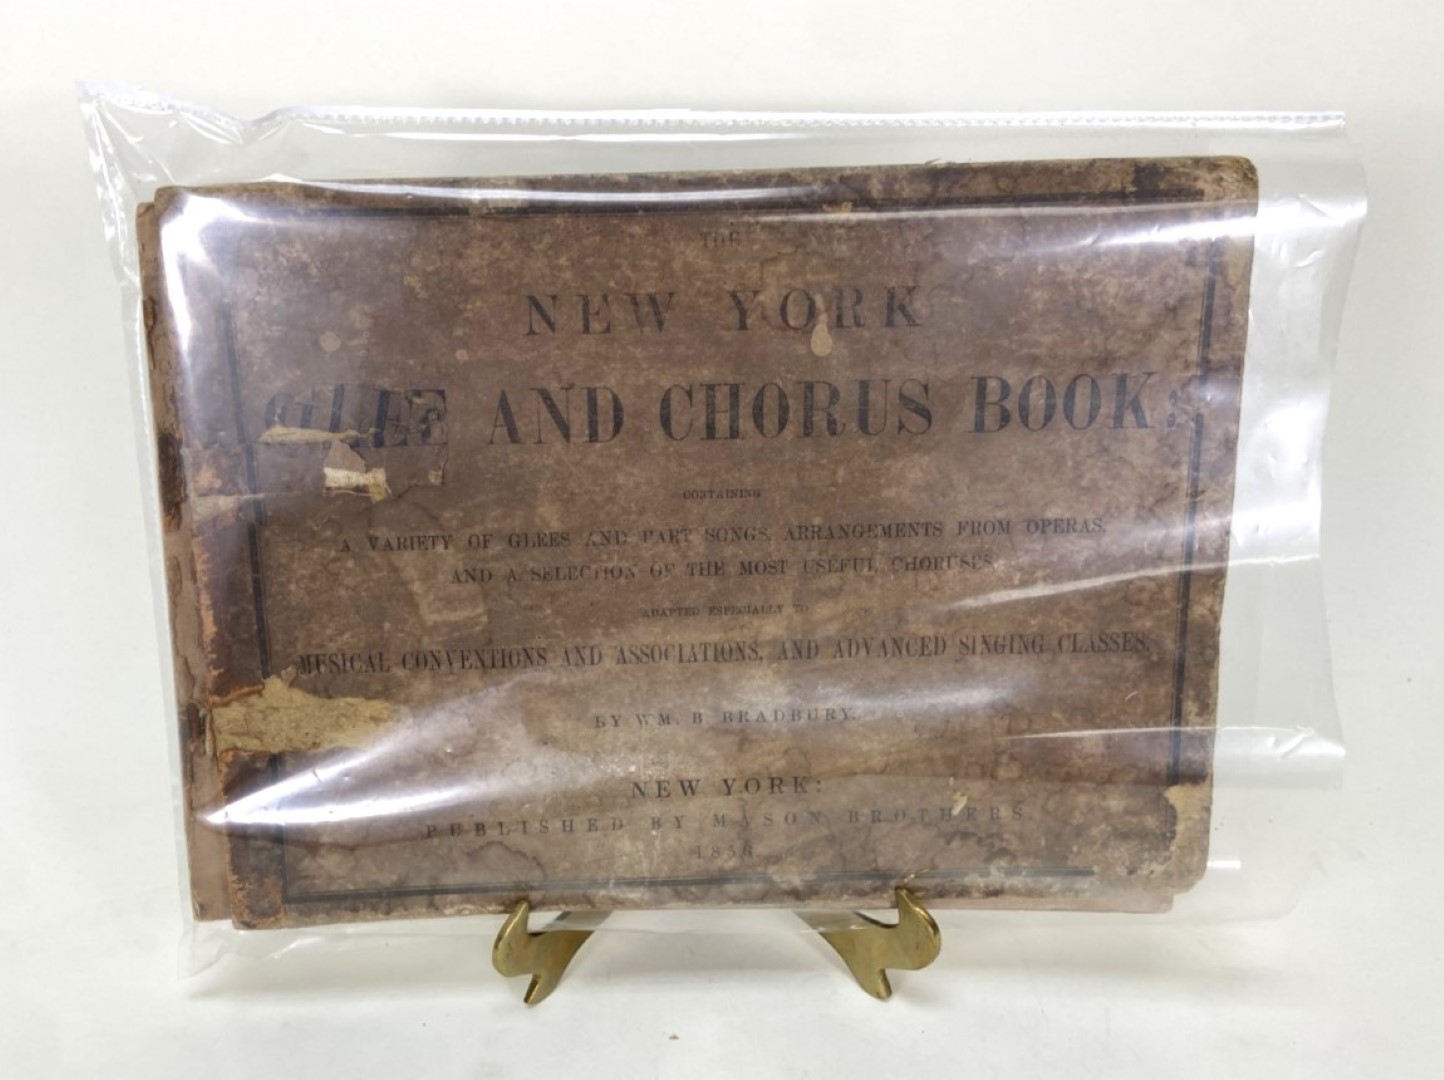 THE
NEW YORK
GLEE AND CHORUS BOOK:
CONTAINING
A VARIETY OF GLEES AND PART SONGS, ARRANGEMENTS FROM OPERAS,
AND A SELECTION OF THE MOST USEFUL CHORUSES,
ADAPTED ESPECIALLY TO
MUSICAL CONVENTIONS AND ASSOCIATIONS, AND ADVANCED SINGING CLASSES.
BY WM. B. BRADBURY.
NEW YORK:
PUBLISHED BY MASON BROTHERS.
1856